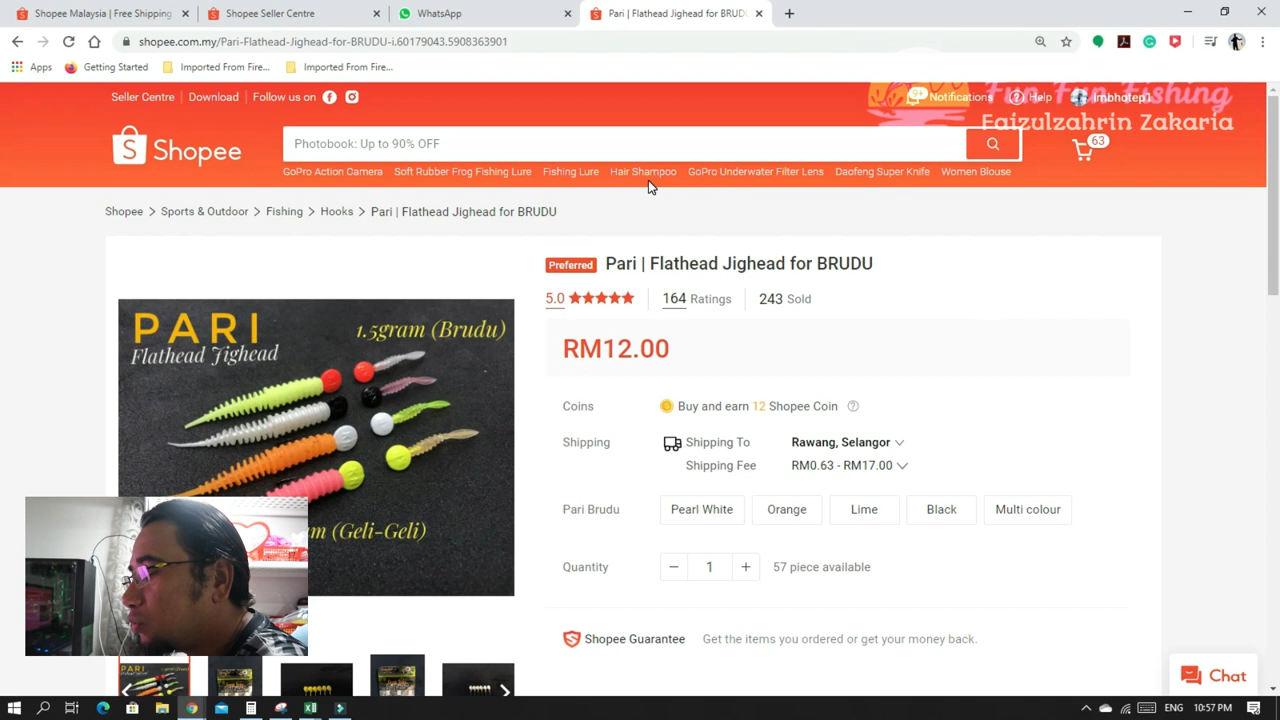 Shopee Malaysia | Free Shipping
Shopee Seller Centre
WhatsApp
Pari | Flathead Jighead for BRUDU
shopee.com.my/Pari-Flathead-Jighead-for-BRUDU-i.60179043.5908363901
Apps
Getting Started
Imported From Fire...
Imported From Fire...
Seller Centre
Download
Follow us on
9+
Notifications
Help
imbhotep1
Fun Fun Fishing
Faizulzahrin Zakaria
Shopee
Photobook: Up to 90% OFF
63
GoPro Action Camera
Soft Rubber Frog Fishing Lure
Fishing Lure
Hair Shampoo
GoPro Underwater Filter Lens
Daofeng Super Knife
Women Blouse
Shopee > Sports & Outdoor > Fishing > Hooks > Pari | Flathead Jighead for BRUDU
Preferred
Pari | Flathead Jighead for BRUDU
5.0
164 Ratings
243 Sold
RM12.00
PARI
Flathead Jighead
1.5gram (Brudu)
(Geli-Geli)
Coins
Buy and earn 12 Shopee Coin
Shipping
Shipping To
Rawang, Selangor
Shipping Fee
RM0.63 - RM17.00
Pari Brudu
Pearl White
Orange
Lime
Black
Multi colour
Quantity
1
57 piece available
Shopee Guarantee
Get the items you ordered or get your money back.
PARI
Chat
ENG
10:57 PM